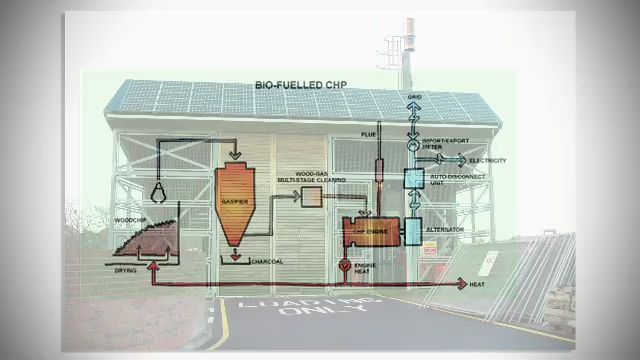 BIO-FUELLED CHP
GRID
IMPORT/EXPORT
METER
FLUE
ELECTRICITY
WOOD-GAS
MULTI-STAGE CLEANING
AUTO-DISCONNECT
UNIT
GASIFIER
WOODCHIP
CHP ENGINE
ALTERNATOR
CHARCOAL
ENGINE
HEAT
DRYING
HEAT
LOADING
ONLY